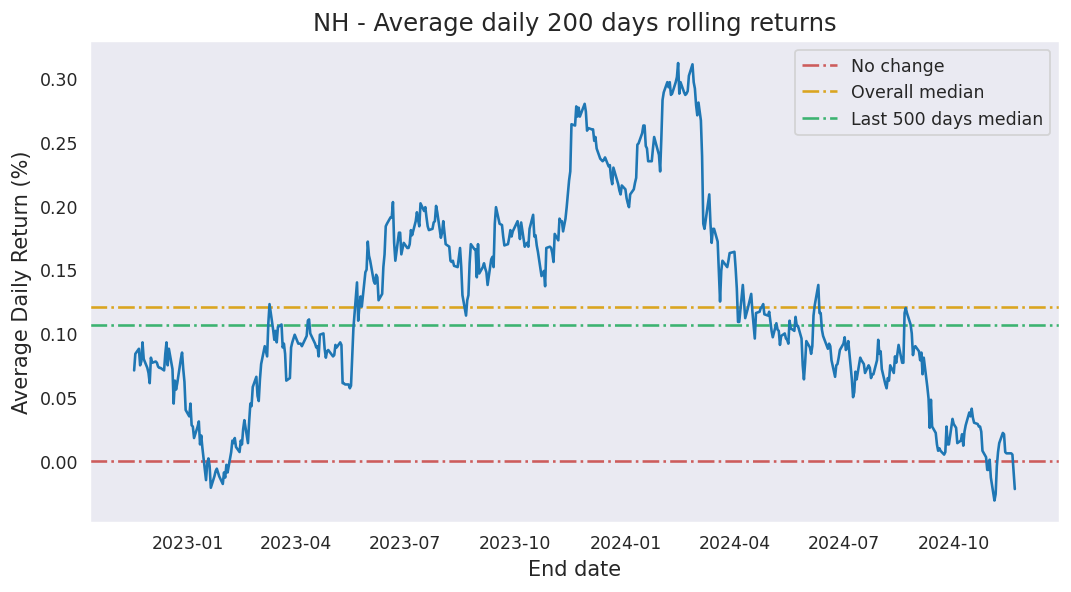 NH - Average daily 200 days rolling returns
No change
Overall median
Last 500 days median
Average Daily Return (%)
0.30
0.25
0.20
0.15
0.10
0.05
0.00
2023-01 2023-04 2023-07 2023-10 2024-01 2024-04 2024-07 2024-10
End date